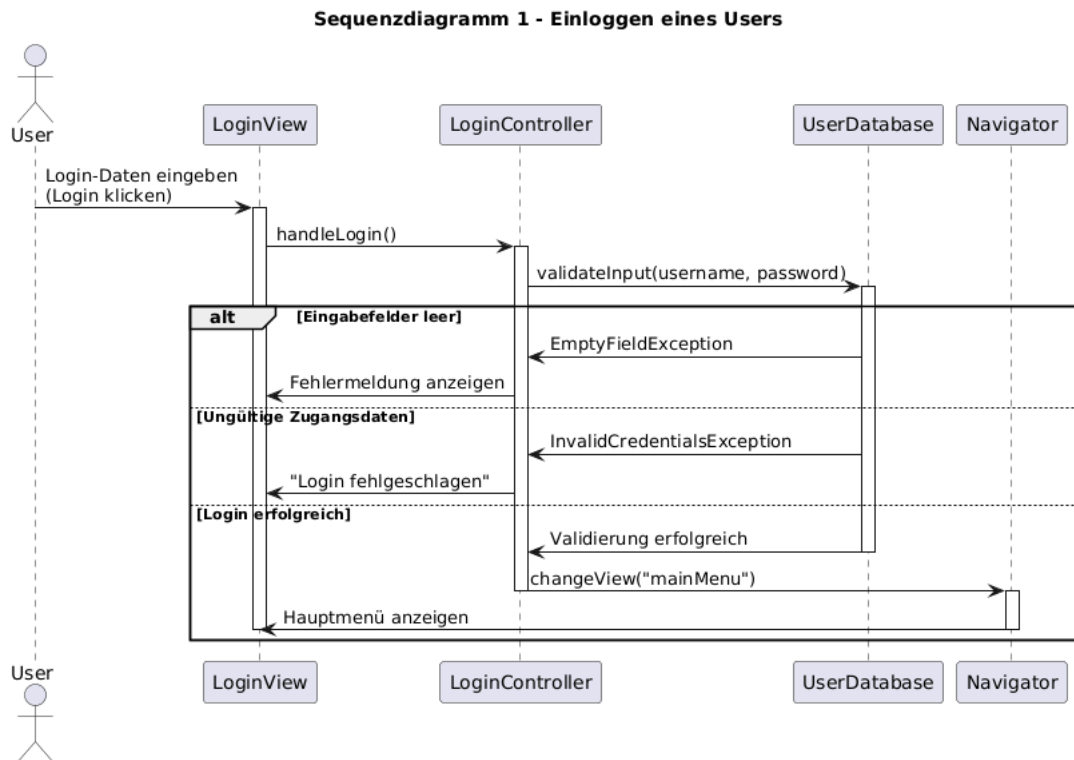 Sequenzdiagramm 1 - Einloggen eines Users
User
LoginView
LoginController
UserDatabase
Navigator
Login-Daten eingeben
(Login klicken)
handleLogin()
validateInput(username, password)
alt
[Eingabefelder leer]
EmptyFieldException
Fehlermeldung anzeigen
[Ungültige Zugangsdaten]
InvalidCredentialsException
"Login fehlgeschlagen"
[Login erfolgreich]
Validierung erfolgreich
changeView("mainMenu")
Hauptmenü anzeigen
User
LoginView
LoginController
UserDatabase
Navigator